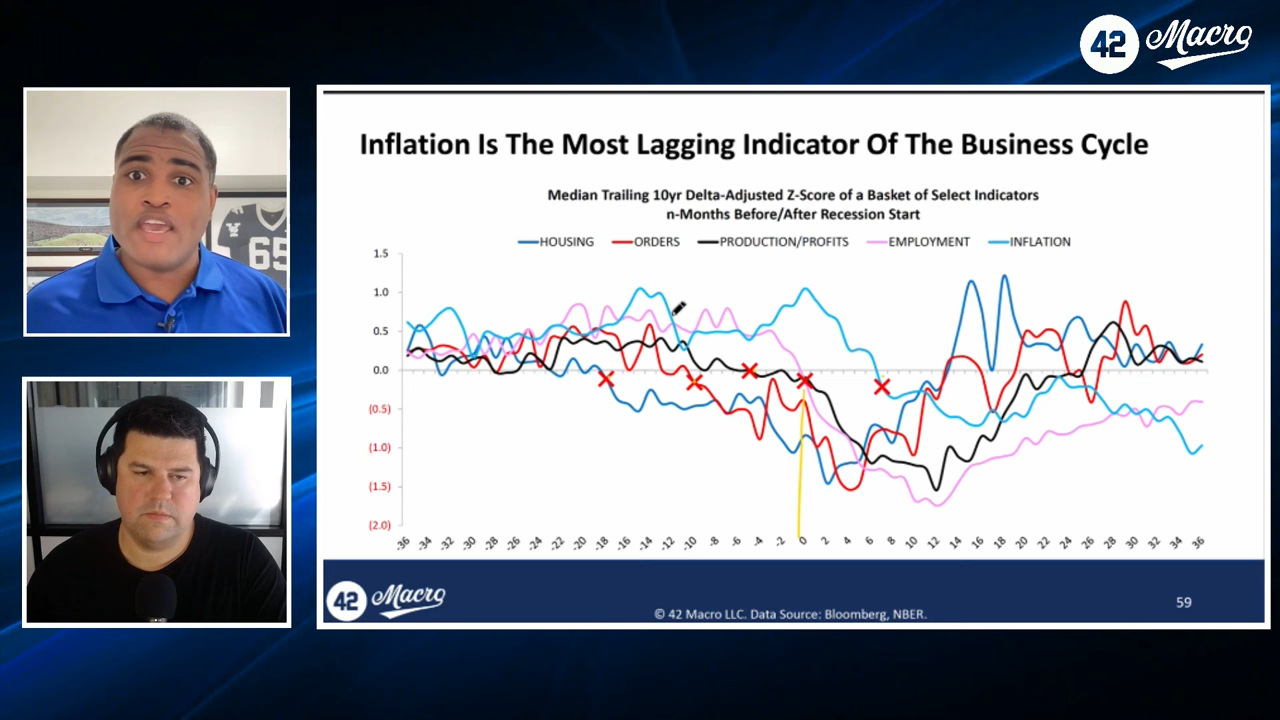 42 Macro
65
Inflation Is The Most Lagging Indicator Of The Business Cycle
Median Trailing 10yr Delta-Adjusted Z-Score of a Basket of Select Indicators
n-Months Before/After Recession Start
HOUSING ORDERS PRODUCTION/PROFITS EMPLOYMENT INFLATION
1.5
1.0
0.5
0.0
(0.5)
(1.0)
(1.5)
(2.0)
-36 -34 -32 -30 -28 -26 -24 -22 -20 -18 -16 -14 -12 -10 -8 -6 -4 -2 0 2 4 6 8 10 12 14 16 18 20 22 24 26 28 30 32 34 36
42 Macro
© 42 Macro LLC. Data Source: Bloomberg, NBER.
59